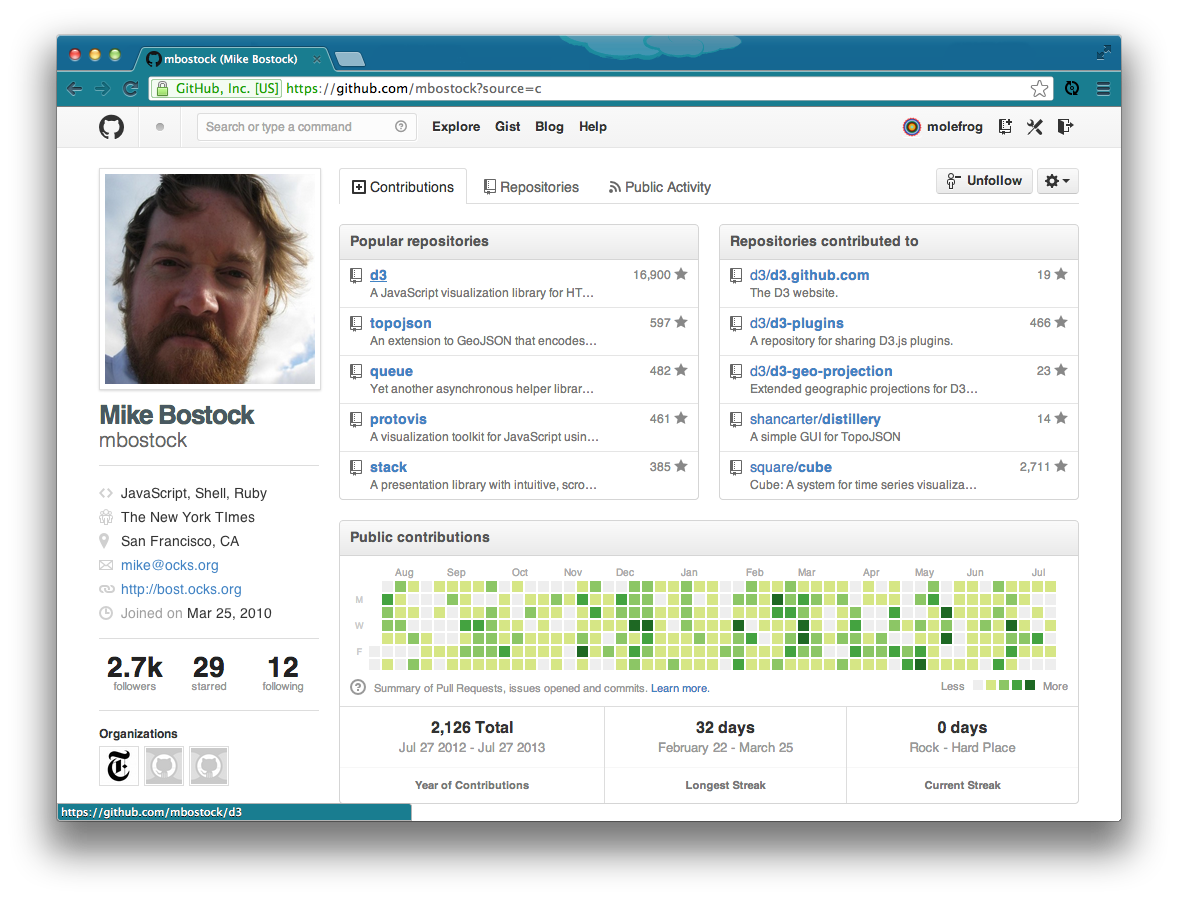 mbostock (Mike Bostock)
GitHub, Inc. [US] https://github.com/mbostock?source=c
Search or type a command Explore Gist Blog Help molefrog
Contributions Repositories Public Activity Unfollow
Mike Bostock
mbostock
JavaScript, Shell, Ruby
The New York TImes
San Francisco, CA
mike@ocks.org
http://bost.ocks.org
Joined on Mar 25, 2010
2.7k 29 12
followers starred following
Organizations
Popular repositories
d3 16,900
A JavaScript visualization library for HT…
topojson 597
An extension to GeoJSON that encodes…
queue 482
Yet another asynchronous helper librar…
protovis 461
A visualization toolkit for JavaScript usin…
stack 385
A presentation library with intuitive, scro…
Repositories contributed to
d3/d3.github.com 19
The D3 website.
d3/d3-plugins 466
A repository for sharing D3.js plugins.
d3/d3-geo-projection 23
Extended geographic projections for D3…
shancarter/distillery 14
A simple GUI for TopoJSON
square/cube 2,711
Cube: A system for time series visualiza…
Public contributions
Aug Sep Oct Nov Dec Jan Feb Mar Apr May Jun Jul
M
W
F
Summary of Pull Requests, issues opened and commits. Learn more. Less More
2,126 Total
Jul 27 2012 - Jul 27 2013
Year of Contributions
32 days
February 22 - March 25
Longest Streak
0 days
Rock - Hard Place
Current Streak
https://github.com/mbostock/d3